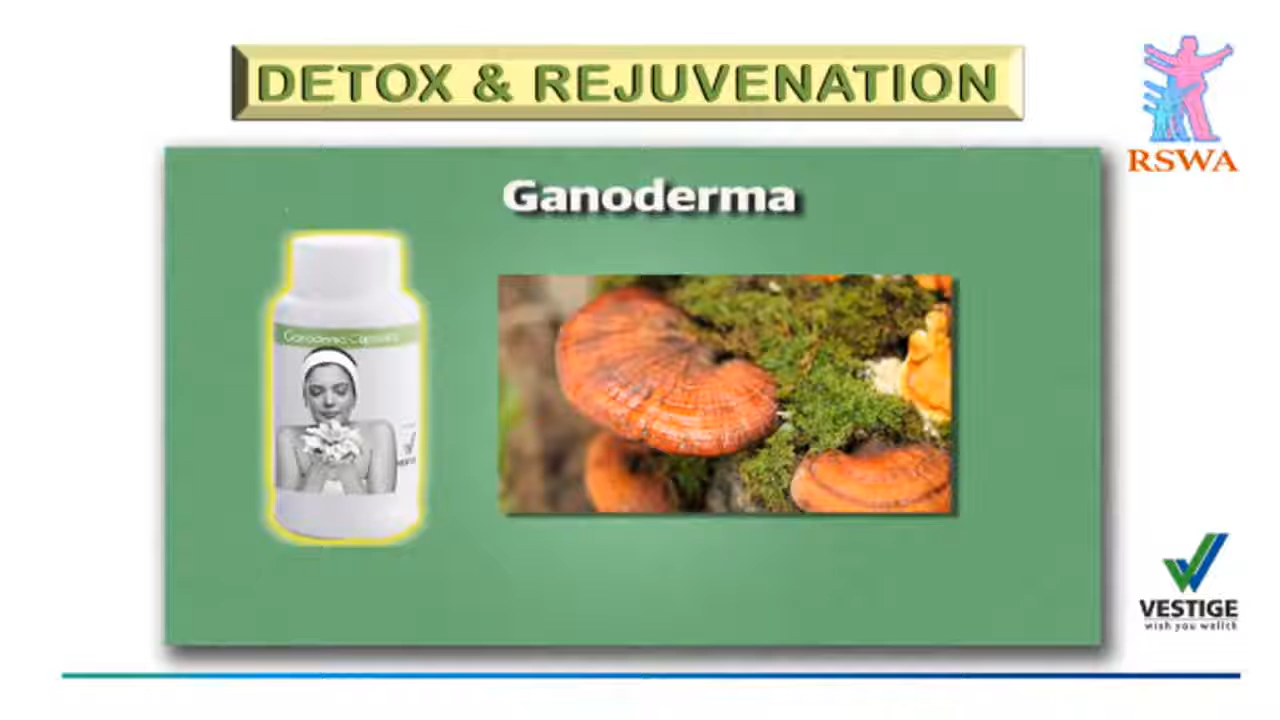 DETOX & REJUVENATION
RSWA
Ganoderma
Ganoderma Capsules
VESTIGE
wish you wellth